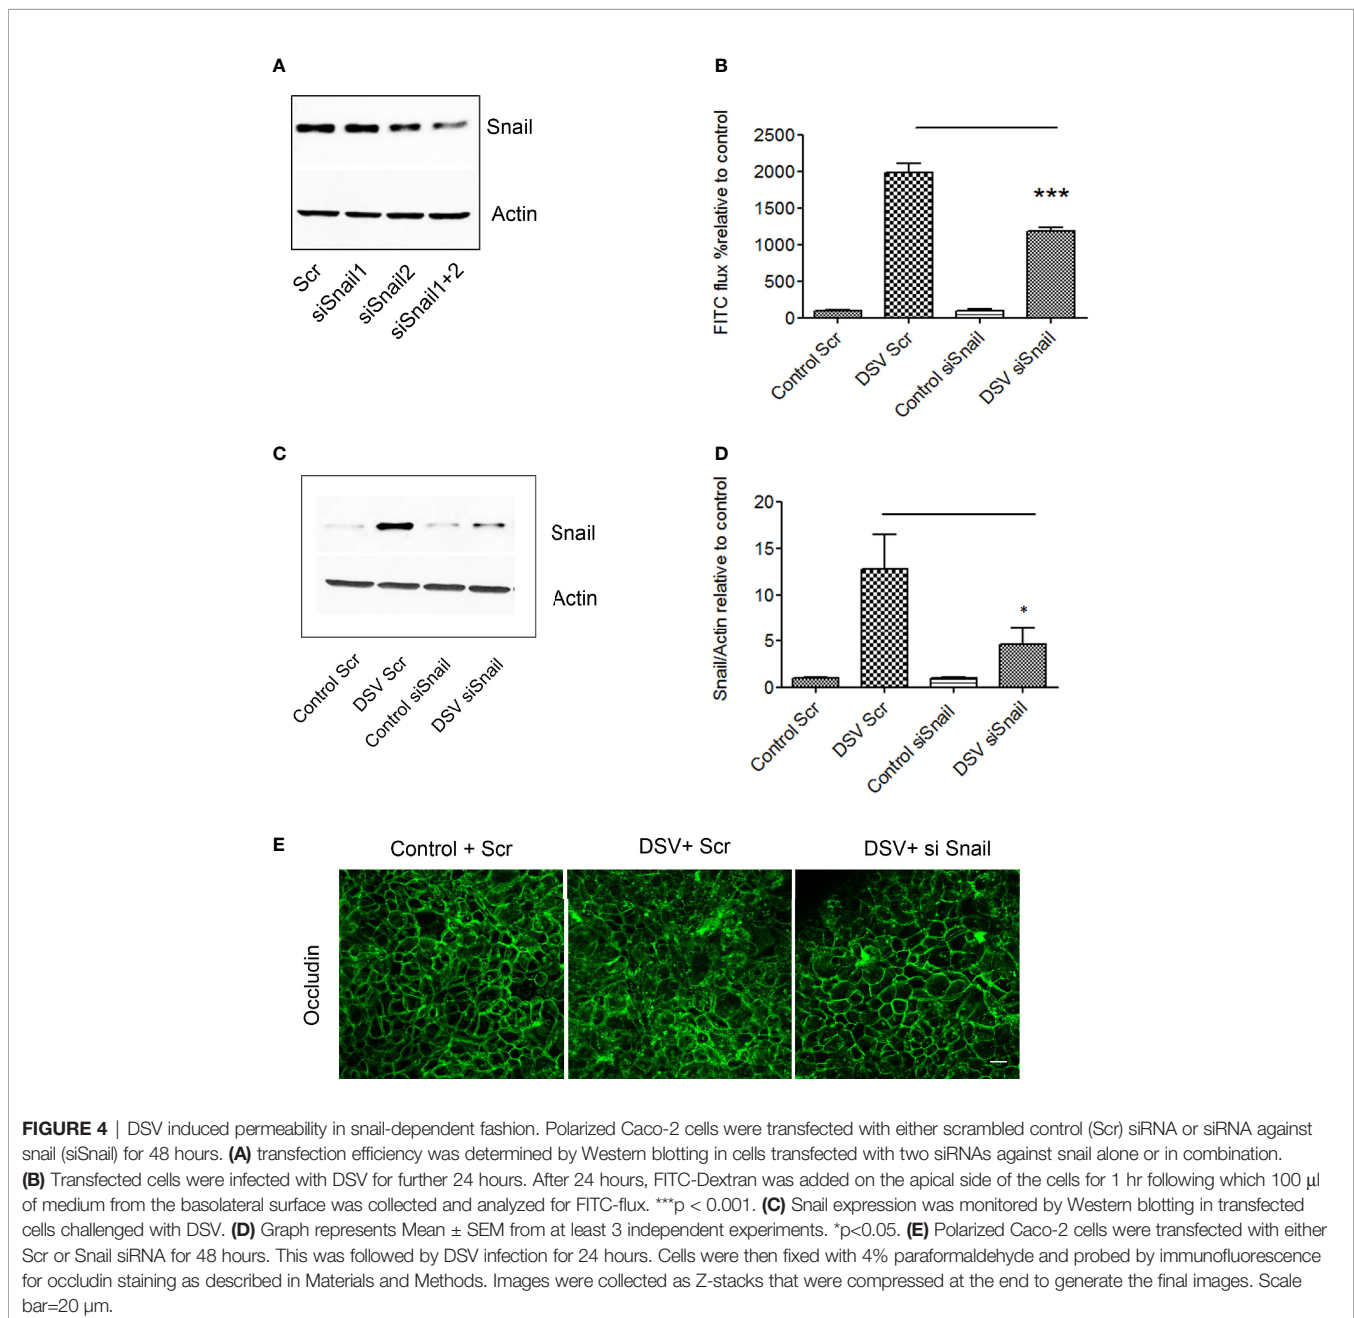 A
Snail
Actin
Scr
siSnail1
siSnail2
siSnail1+2
B
FITC flux %relative to control
2500
2000
1500
1000
500
0
***
Control Scr
DSV Scr
Control siSnail
DSV siSnail
C
Snail
Actin
Control Scr
DSV Scr
Control siSnail
DSV siSnail
D
Snail/Actin relative to control
20
15
10
5
0
*
Control Scr
DSV Scr
Control siSnail
DSV siSnail
E
Control + Scr
DSV+ Scr
DSV+ si Snail
Occludin
FIGURE 4 | DSV induced permeability in snail-dependent fashion. Polarized Caco-2 cells were transfected with either scrambled control (Scr) siRNA or siRNA against
snail (siSnail) for 48 hours. (A) transfection efficiency was determined by Western blotting in cells transfected with two siRNAs against snail alone or in combination.
(B) Transfected cells were infected with DSV for further 24 hours. After 24 hours, FITC-Dextran was added on the apical side of the cells for 1 hr following which 100 µl
of medium from the basolateral surface was collected and analyzed for FITC-flux. ***p < 0.001. (C) Snail expression was monitored by Western blotting in transfected
cells challenged with DSV. (D) Graph represents Mean ± SEM from at least 3 independent experiments. *p<0.05. (E) Polarized Caco-2 cells were transfected with either
Scr or Snail siRNA for 48 hours. This was followed by DSV infection for 24 hours. Cells were then fixed with 4% paraformaldehyde and probed by immunofluorescence
for occludin staining as described in Materials and Methods. Images were collected as Z-stacks that were compressed at the end to generate the final images. Scale
bar=20 µm.